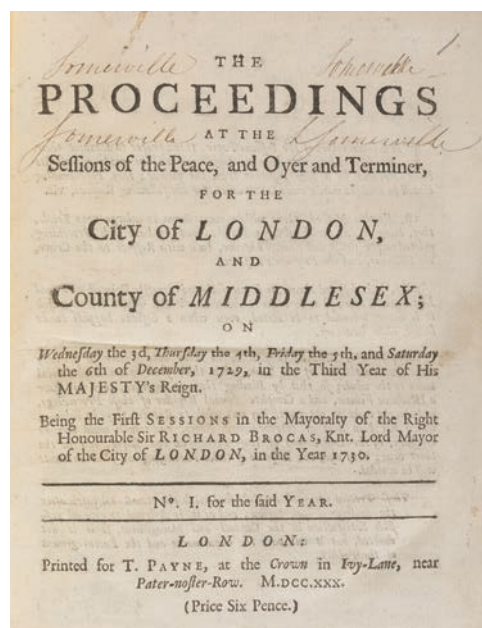 Somerville Somerville 1
THE
PROCEEDINGS
Somerville AT THE Somerville
Seſſions of the Peace, and Oyer and Terminer,
FOR THE
City of LONDON,
AND
County of MIDDLESEX;
ON
Wedneſday the 3d, Thurſday the 4th, Friday the 5th, and Saturday
the 6th of December, 1729, in the Third Year of His
MAJESTY's Reign.
Being the Firſt SESSIONS in the Mayoralty of the Right
Honourable Sir RICHARD BROCAS, Knt. Lord Mayor
of the City of LONDON, in the Year 1730.
Nº. I. for the ſaid YEAR.
LONDON:
Printed for T. PAYNE, at the Crown in Ivy-Lane, near
Pater-noſter-Row. M.DCC.XXX.
(Price Six Pence.)